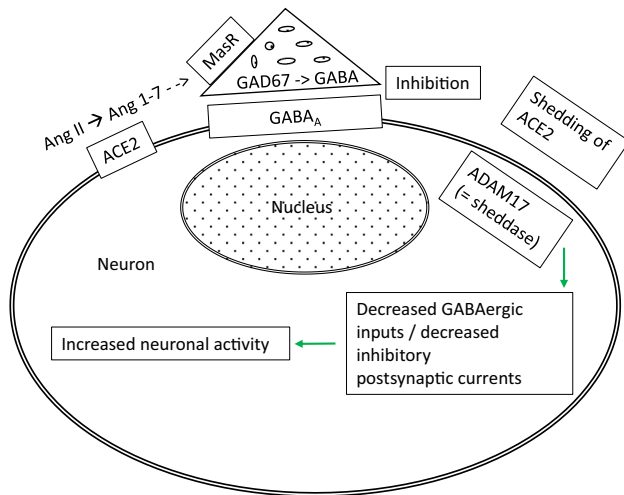 MasR
GAD67 -> GABA
Inhibition
Ang II → Ang 1-7 - -›
GABA_A
ACE2
Shedding of
ACE2
ADAM17
(= sheddase)
Nucleus
Neuron
Decreased GABAergic
inputs / decreased
inhibitory
postsynaptic currents
Increased neuronal activity